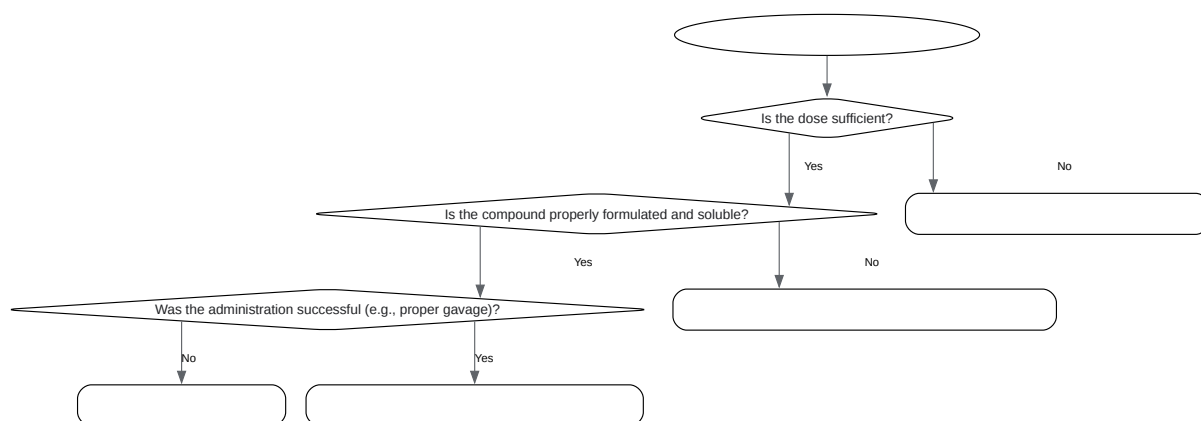 Is the dose sufficient?
Yes
No
Is the compound properly formulated and soluble?
Yes
No
Was the administration successful (e.g., proper gavage)?
No
Yes